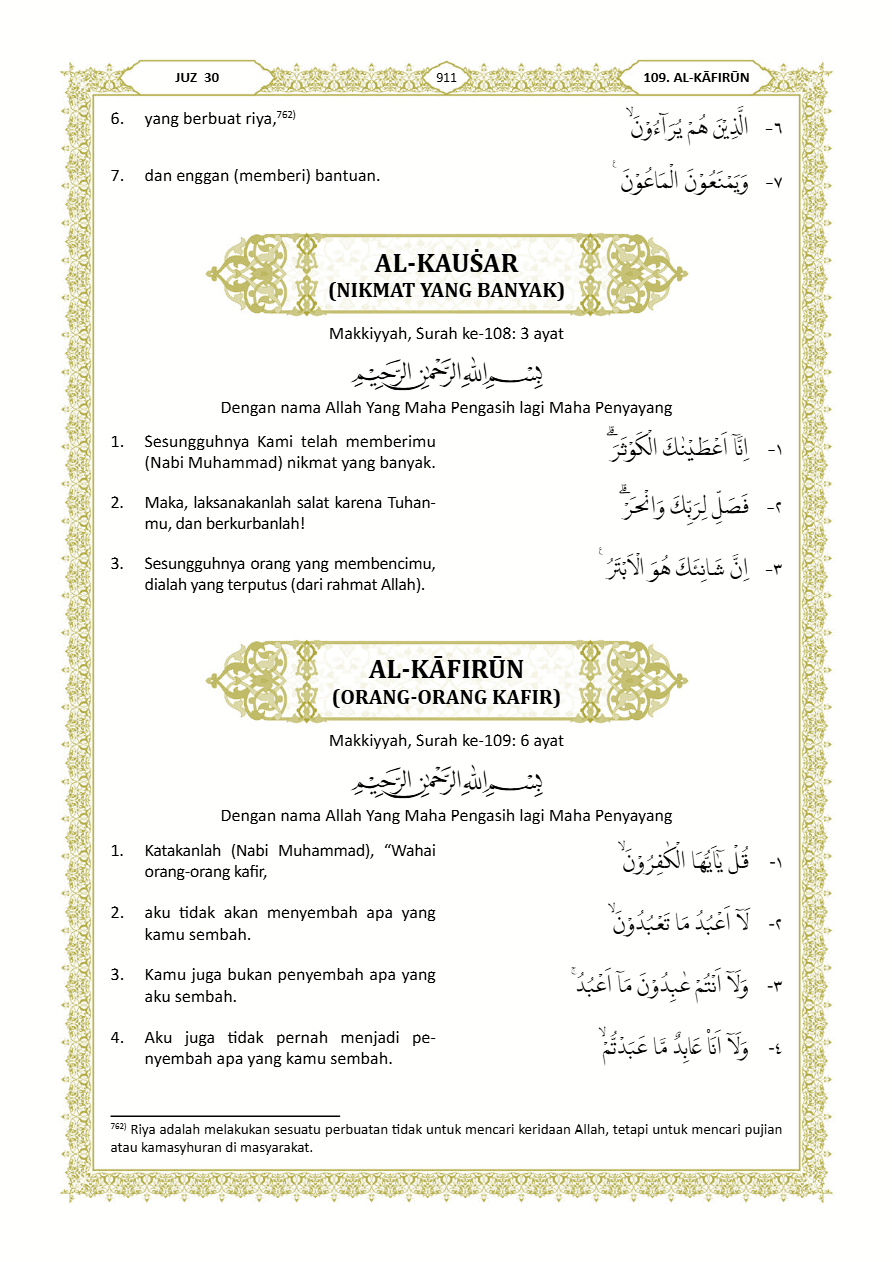 JUZ 30
911
109. AL-KĀFIRŪN
6. yang berbuat riya,⁷⁶²⁾
٦- الَّذِيْنَ هُمْ يُرَاۤءُوْنَۙ
7. dan enggan (memberi) bantuan.
٧- وَيَمْنَعُوْنَ الْمَاعُوْنَ ࣖ
AL-KAUṠAR
(NIKMAT YANG BANYAK)
Makkiyyah, Surah ke-108: 3 ayat
بِسْمِ اللّٰهِ الرَّحْمٰنِ الرَّحِيْمِ
Dengan nama Allah Yang Maha Pengasih lagi Maha Penyayang
1. Sesungguhnya Kami telah memberimu
(Nabi Muhammad) nikmat yang banyak.
١- اِنَّآ اَعْطَيْنٰكَ الْكَوْثَرَۗ
2. Maka, laksanakanlah salat karena Tuhan-
mu, dan berkurbanlah!
٢- فَصَلِّ لِرَبِّكَ وَانْحَرْۗ
3. Sesungguhnya orang yang membencimu,
dialah yang terputus (dari rahmat Allah).
٣- اِنَّ شَانِئَكَ هُوَ الْاَبْتَرُ ࣖ
AL-KĀFIRŪN
(ORANG-ORANG KAFIR)
Makkiyyah, Surah ke-109: 6 ayat
بِسْمِ اللّٰهِ الرَّحْمٰنِ الرَّحِيْمِ
Dengan nama Allah Yang Maha Pengasih lagi Maha Penyayang
1. Katakanlah (Nabi Muhammad), “Wahai
orang-orang kafir,
١- قُلْ يٰٓاَيُّهَا الْكٰفِرُوْنَۙ
2. aku tidak akan menyembah apa yang
kamu sembah.
٢- لَآ اَعْبُدُ مَا تَعْبُدُوْنَۙ
3. Kamu juga bukan penyembah apa yang
aku sembah.
٣- وَلَآ اَنْتُمْ عٰبِدُوْنَ مَآ اَعْبُدُۚ
4. Aku juga tidak pernah menjadi pe-
nyembah apa yang kamu sembah.
٤- وَلَآ اَنَا۠ عَابِدٌ مَّا عَبَدْتُّمْۙ
⁷⁶²⁾ Riya adalah melakukan sesuatu perbuatan tidak untuk mencari keridaan Allah, tetapi untuk mencari pujian
atau kamasyhuran di masyarakat.